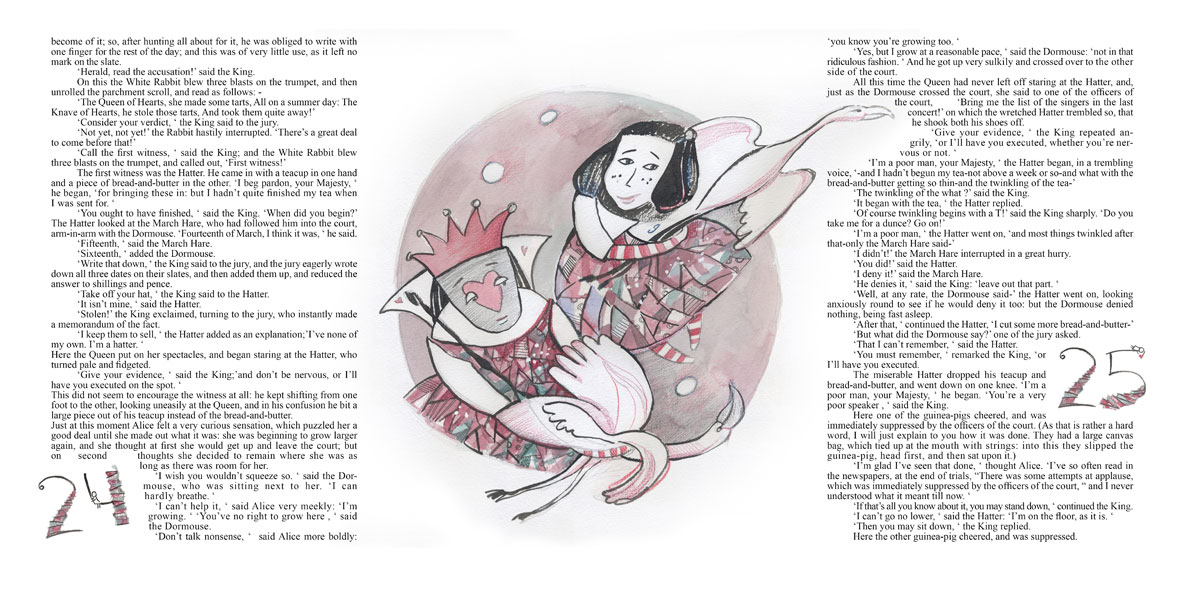 become of it; so, after hunting all about for it, he was obliged to write with
one finger for the rest of the day; and this was of very little use, as it left no
mark on the slate.
‘Herald, read the accusation!’ said the King.
On this the White Rabbit blew three blasts on the trumpet, and then
unrolled the parchment scroll, and read as follows: -
‘The Queen of Hearts, she made some tarts, All on a summer day: The
Knave of Hearts, he stole those tarts, And took them quite away!’
‘Consider your verdict, ‘ the King said to the jury.
‘Not yet, not yet!’ the Rabbit hastily interrupted. ‘There’s a great deal
to come before that!’
‘Call the first witness, ‘ said the King; and the White Rabbit blew
three blasts on the trumpet, and called out, ‘First witness!’
The first witness was the Hatter. He came in with a teacup in one hand
and a piece of bread-and-butter in the other. ‘I beg pardon, your Majesty, ‘
he began, ‘for bringing these in: but I hadn’t quite finished my tea when
I was sent for. ‘
‘You ought to have finished, ‘ said the King. ‘When did you begin?’
The Hatter looked at the March Hare, who had followed him into the court,
arm-in-arm with the Dormouse. ‘Fourteenth of March, I think it was, ‘ he said.
‘Fifteenth, ‘ said the March Hare.
‘Sixteenth, ‘ added the Dormouse.
‘Write that down, ‘ the King said to the jury, and the jury eagerly wrote
down all three dates on their slates, and then added them up, and reduced the
answer to shillings and pence.
‘Take off your hat, ‘ the King said to the Hatter.
‘It isn’t mine, ‘ said the Hatter.
‘Stolen!’ the King exclaimed, turning to the jury, who instantly made
a memorandum of the fact.
‘I keep them to sell, ‘ the Hatter added as an explanation;’I’ve none of
my own. I’m a hatter. ‘
Here the Queen put on her spectacles, and began staring at the Hatter, who
turned pale and fidgeted.
‘Give your evidence, ‘ said the King;’and don’t be nervous, or I’ll
have you executed on the spot. ‘
This did not seem to encourage the witness at all: he kept shifting from one
foot to the other, looking uneasily at the Queen, and in his confusion he bit a
large piece out of his teacup instead of the bread-and-butter.
Just at this moment Alice felt a very curious sensation, which puzzled her a
good deal until she made out what it was: she was beginning to grow larger
again, and she thought at first she would get up and leave the court; but
on second thoughts she decided to remain where she was as
long as there was room for her.
‘I wish you wouldn’t squeeze so. ‘ said the Dor-
mouse, who was sitting next to her. ‘I can
hardly breathe. ‘
‘I can’t help it, ‘ said Alice very meekly: ‘I’m
growing. ‘ ‘You’ve no right to grow here , ‘ said
the Dormouse.
‘Don’t talk nonsense, ‘ said Alice more boldly:
24
‘you know you’re growing too. ‘
‘Yes, but I grow at a reasonable pace, ‘ said the Dormouse: ‘not in that
ridiculous fashion. ‘ And he got up very sulkily and crossed over to the other
side of the court.
All this time the Queen had never left off staring at the Hatter, and,
just as the Dormouse crossed the court, she said to one of the officers of
the court, ‘Bring me the list of the singers in the last
concert!’ on which the wretched Hatter trembled so, that
he shook both his shoes off.
‘Give your evidence, ‘ the King repeated an-
grily, ‘or I’ll have you executed, whether you’re ner-
vous or not. ‘
‘I’m a poor man, your Majesty, ‘ the Hatter began, in a trembling
voice, ‘-and I hadn’t begun my tea-not above a week or so-and what with the
bread-and-butter getting so thin-and the twinkling of the tea-’
‘The twinkling of the what ?’ said the King.
‘It began with the tea, ‘ the Hatter replied.
‘Of course twinkling begins with a T!’ said the King sharply. ‘Do you
take me for a dunce? Go on!’
‘I’m a poor man, ‘ the Hatter went on, ‘and most things twinkled after
that-only the March Hare said-’
‘I didn’t!’ the March Hare interrupted in a great hurry.
‘You did!’ said the Hatter.
‘I deny it!’ said the March Hare.
‘He denies it, ‘ said the King: ‘leave out that part. ‘
‘Well, at any rate, the Dormouse said-’ the Hatter went on, looking
anxiously round to see if he would deny it too: but the Dormouse denied
nothing, being fast asleep.
‘After that, ‘ continued the Hatter, ‘I cut some more bread-and-butter-’
‘But what did the Dormouse say?’ one of the jury asked.
‘That I can’t remember, ‘ said the Hatter.
‘You must remember, ‘ remarked the King, ‘or
I’ll have you executed.
The miserable Hatter dropped his teacup and
bread-and-butter, and went down on one knee. ‘I’m a
poor man, your Majesty, ‘ he began. ‘You’re a very
poor speaker , ‘ said the King.
Here one of the guinea-pigs cheered, and was
immediately suppressed by the officers of the court. (As that is rather a hard
word, I will just explain to you how it was done. They had a large canvas
bag, which tied up at the mouth with strings: into this they slipped the
guinea-pig, head first, and then sat upon it.)
‘I’m glad I’ve seen that done, ‘ thought Alice. ‘I’ve so often read in
the newspapers, at the end of trials, “There was some attempts at applause,
which was immediately suppressed by the officers of the court, “ and I never
understood what it meant till now. ‘
‘If that’s all you know about it, you may stand down, ‘ continued the King.
‘I can’t go no lower, ‘ said the Hatter: ‘I’m on the floor, as it is. ‘
‘Then you may sit down, ‘ the King replied.
Here the other guinea-pig cheered, and was suppressed.
25